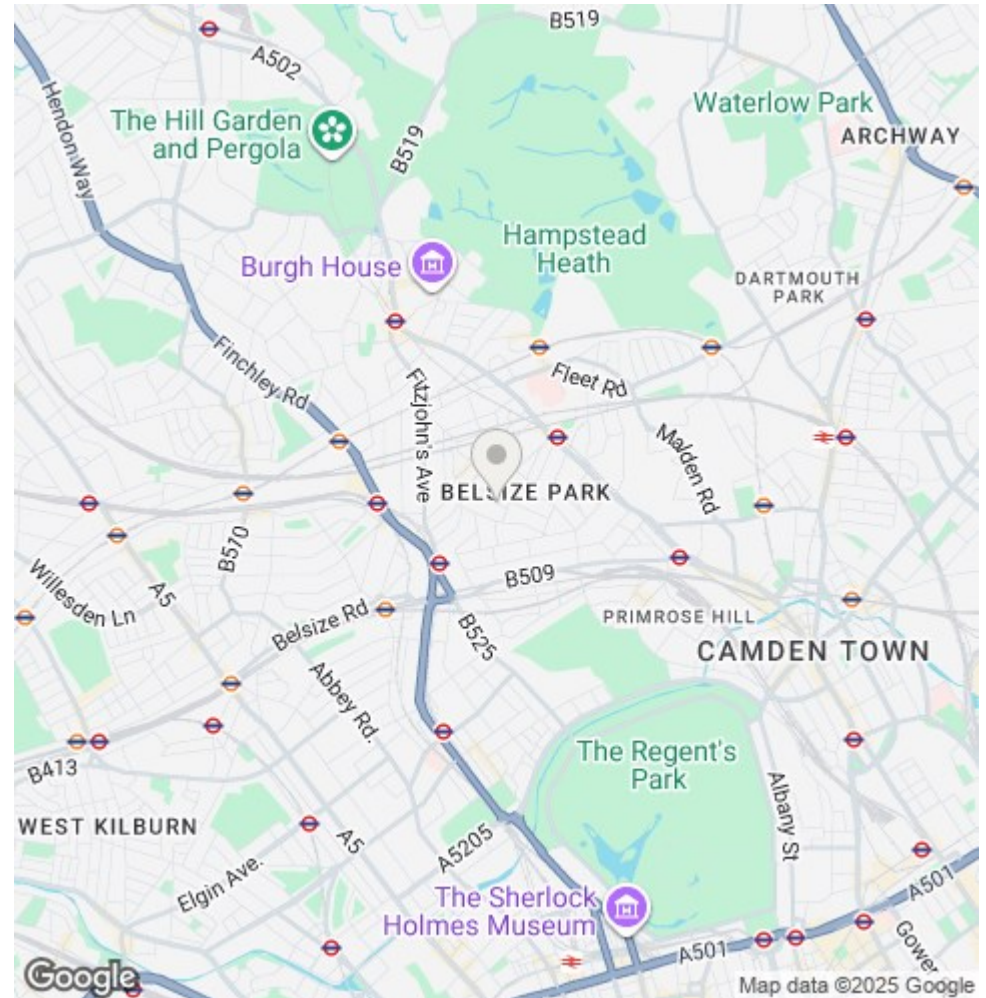 B519
A502
Hendon Way
The Hill Garden
and Pergola
B519
Waterlow Park
ARCHWAY
Hampstead
Heath
Burgh House
DARTMOUTH
PARK
Finchley Rd
Fitzjohn's Ave
Fleet Rd
Malden Rd
BELSIZE PARK
B570
Willesden Ln
A5
B509
Belsize Rd
B525
PRIMROSE HILL
CAMDEN TOWN
Abbey Rd.
The Regent's
Park
B413
Albany St
WEST KILBURN
A5
A5205
Elgin Ave.
The Sherlock
Holmes Museum
A501
A501
Gower
Google
Map data ©2025 Google